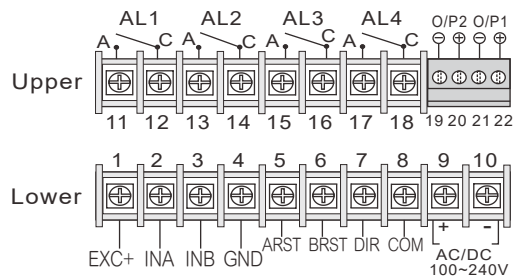 AL1 AL2 AL3 AL4 O/P2 O/P1
A C A C A C A C ⊖ ⊕ ⊖ ⊕
Upper
11 12 13 14 15 16 17 18 19 20 21 22
1 2 3 4 5 6 7 8 9 10
Lower
+ -
EXC+ INA INB GND ARST BRST DIR COM AC/DC
100~240V